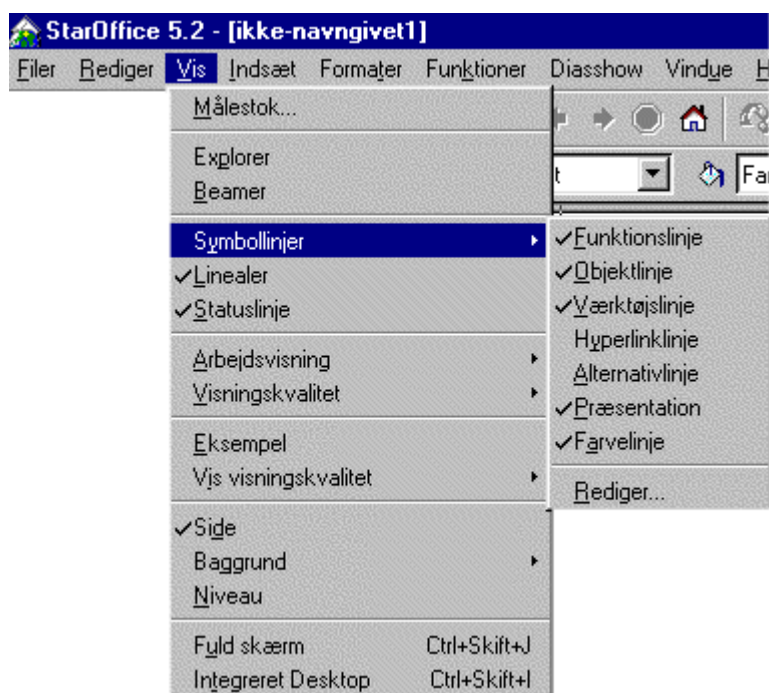 StarOffice 5.2 - [ikke-navngivet1]
Filer Rediger Vis Indsæt Formater Funktioner Diasshow Vindue H
Målestok...
Explorer
Beamer
Symbollinjer
Linealer
Statuslinje
Arbejdsvisning
Visningskvalitet
Eksempel
Vis visningskvalitet
Side
Baggrund
Niveau
Fuld skærm Ctrl+Skift+J
Integreret Desktop Ctrl+Skift+I
t Fa
Funktionslinje
Objektlinje
Værktøjslinje
Hyperlinklinje
Alternativlinje
Præsentation
Farvelinje
Rediger...